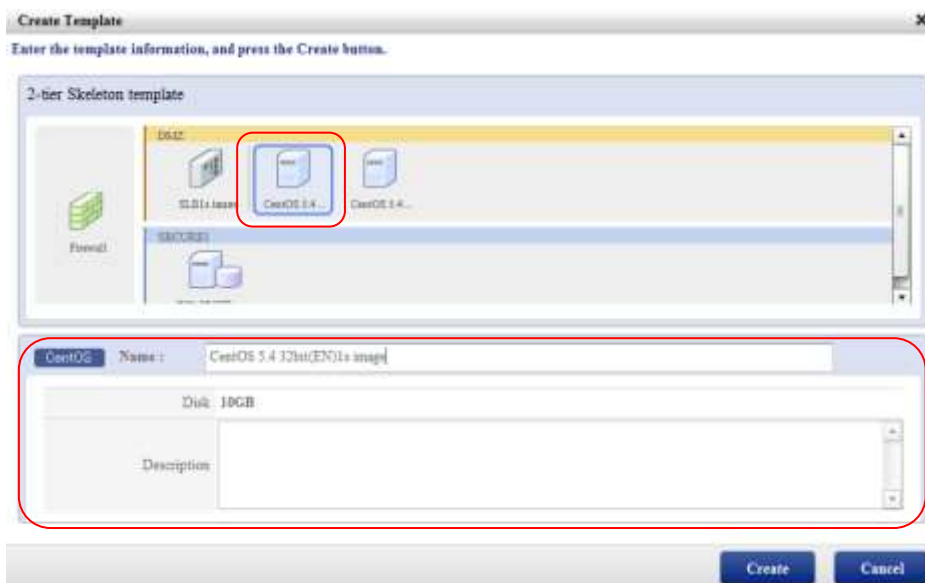 Create Template
Enter the template information, and press the Create button.
2-tier Skeleton template
DMZ
Firewall
SLB1s image
CentOS 5.4 ...
CentOS 5.4 ...
SECURE1
CentOS
Name :
CentOS 5.4 32bit(EN)1s image
Disk
10GB
Description
Create
Cancel